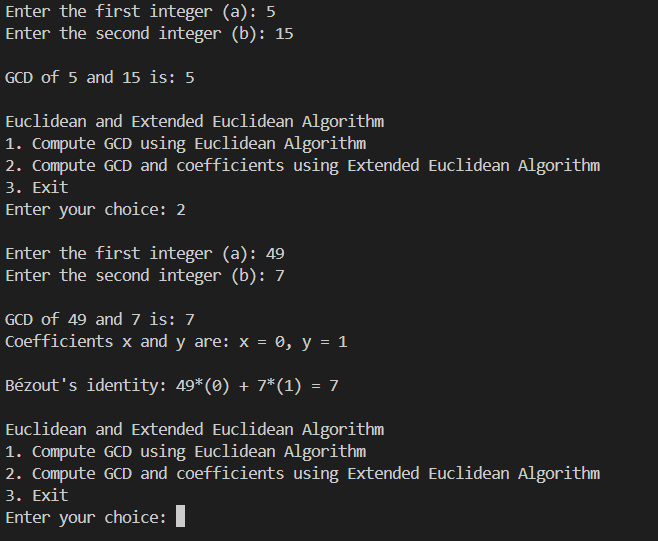 Enter the first integer (a): 5
Enter the second integer (b): 15
GCD of 5 and 15 is: 5
Euclidean and Extended Euclidean Algorithm
1. Compute GCD using Euclidean Algorithm
2. Compute GCD and coefficients using Extended Euclidean Algorithm
3. Exit
Enter your choice: 2
Enter the first integer (a): 49
Enter the second integer (b): 7
GCD of 49 and 7 is: 7
Coefficients x and y are: x = 0, y = 1
Bézout's identity: 49*(0) + 7*(1) = 7
Euclidean and Extended Euclidean Algorithm
1. Compute GCD using Euclidean Algorithm
2. Compute GCD and coefficients using Extended Euclidean Algorithm
3. Exit
Enter your choice: